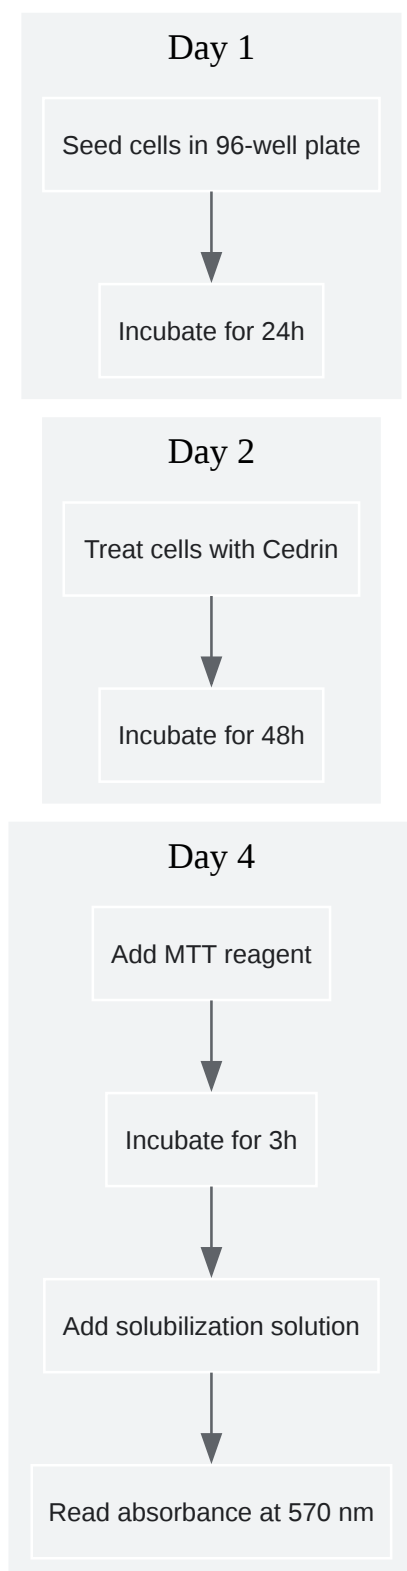 Day 1
Seed cells in 96-well plate
Incubate for 24h
Day 2
Treat cells with Cedrin
Incubate for 48h
Day 4
Add MTT reagent
Incubate for 3h
Add solubilization solution
Read absorbance at 570 nm